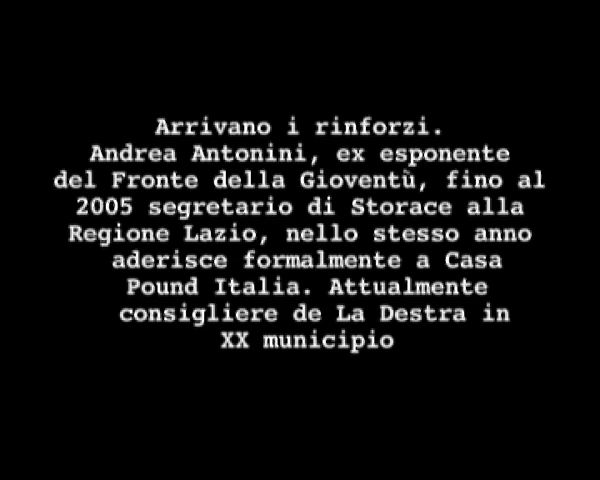 Arrivano i rinforzi.
Andrea Antonini, ex esponente
del Fronte della Gioventù, fino al
2005 segretario di Storace alla
Regione Lazio, nello stesso anno
aderisce formalmente a Casa
Pound Italia. Attualmente
consigliere de La Destra in
XX municipio